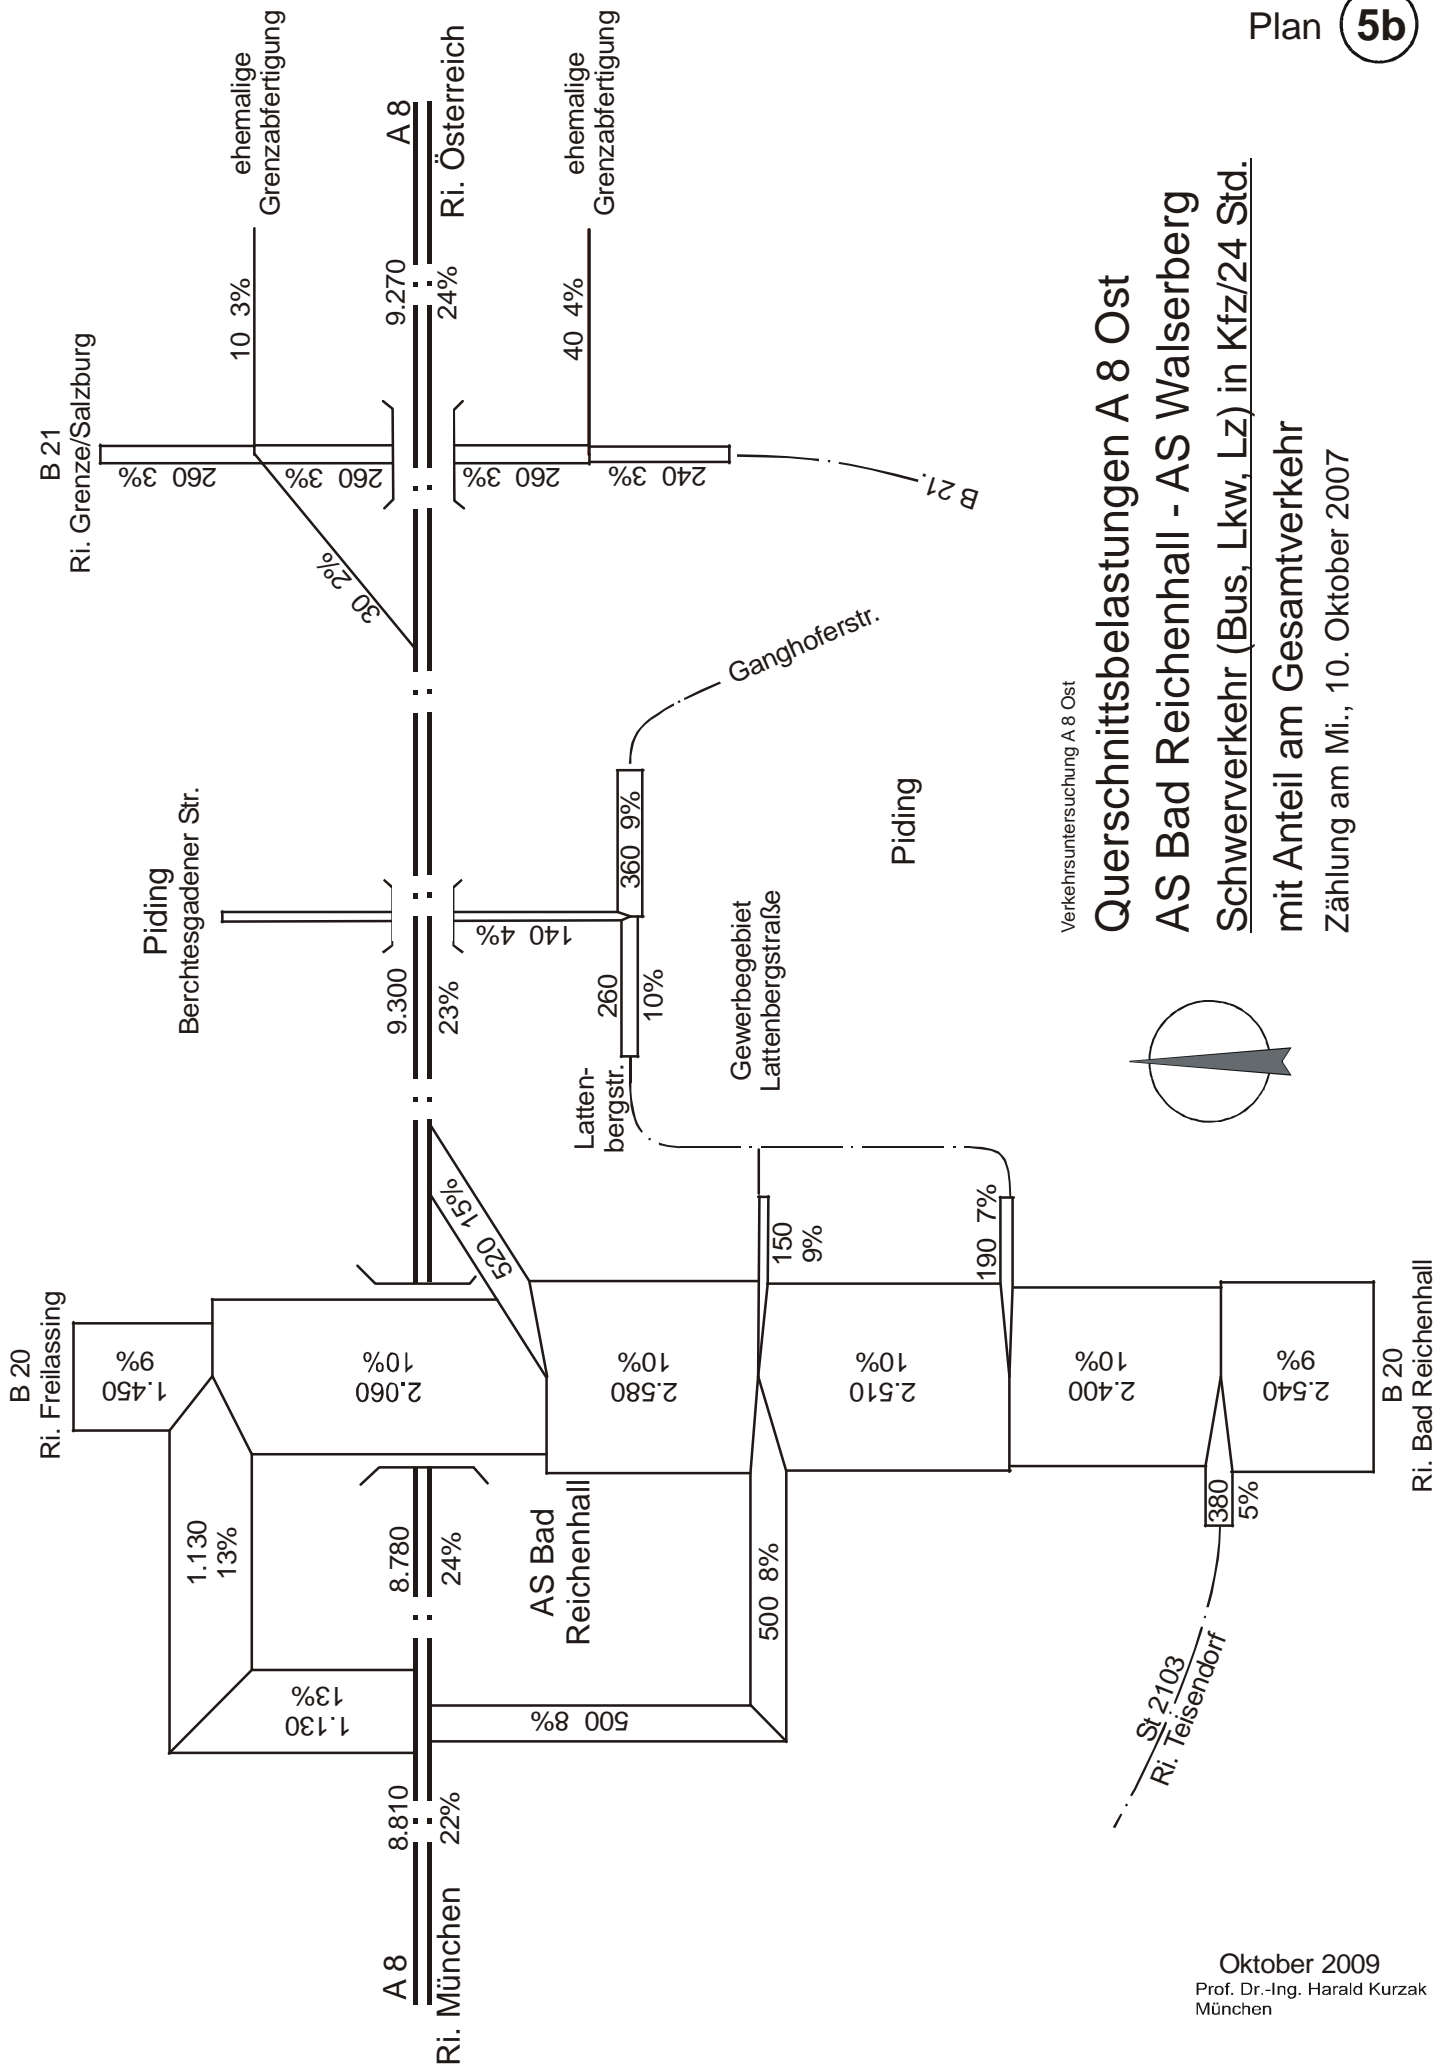 Plan 5b
Verkehrsuntersuchung A 8 Ost
Querschnittsbelastungen A 8 Ost
AS Bad Reichenhall - AS Walserberg
Schwerverkehr (Bus, Lkw, Lz) in Kfz/24 Std.
mit Anteil am Gesamtverkehr
Zählung am Mi., 10. Oktober 2007
B 20
Ri. Freilassing
1.450
9%
1.130
13%
1.130
13%
2.060
10%
A 8
Ri. München
8.810
22%
8.780
24%
AS Bad
Reichenhall
520 15%
2.580
10%
500 8%
500 8%
150
9%
2.510
10%
190 7%
2.400
10%
380
5%
2.540
9%
B 20
Ri. Bad Reichenhall
St 2103
Ri. Teisendorf
Piding
Berchtesgadener Str.
9.300
23%
140 4%
260
10%
360 9%
Latten-
bergstr.
Gewerbegebiet
Lattenbergstraße
Ganghoferstr.
Piding
B 21
Ri. Grenze/Salzburg
260 3%
260 3%
30 2%
10 3%
ehemalige
Grenzabfertigung
9.270
24%
A 8
Ri. Österreich
260 3%
240 3%
40 4%
ehemalige
Grenzabfertigung
B 21
Oktober 2009
Prof. Dr.-Ing. Harald Kurzak
München